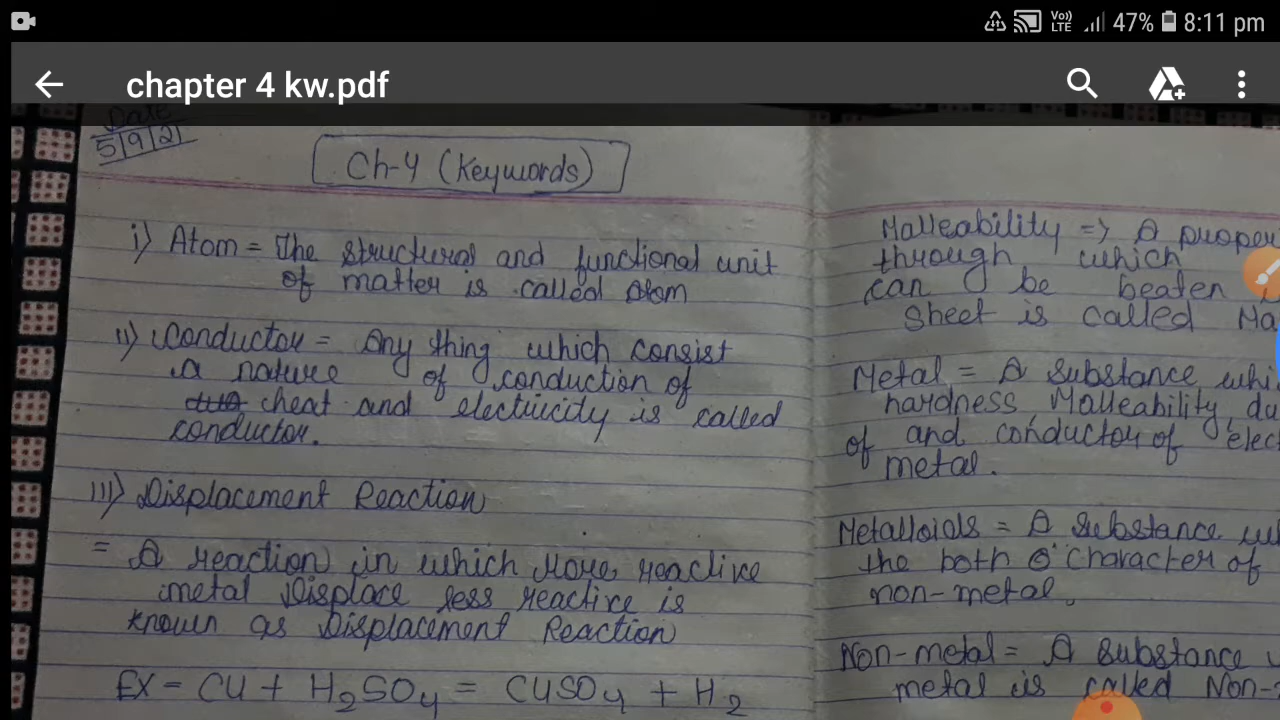 Vo))
LTE
47%
8:11 pm
chapter 4 kw.pdf
Date
5/9/21
Ch-4 (Keywords)
i) Atom = The structural and functional unit
of matter is called Atom
ii) Conductor = Any thing which consist
a nature of conduction of
heat and electricity is called
conductor.
iii) Displacement Reaction
= A reaction in which More reactive
metal Displace less reactive is
known as Displacement Reaction
EX = Cu + H2SO4 = CuSO4 + H2
Malleability => A proper
through which
can be beaten
Sheet is called Ma
Metal = A substance whi
hardness, Malleability, du
of and conductor of elect
metal.
Metalloids = A substance
the both character of
non-metal.
Non-metal = A substance
metal is called Non-